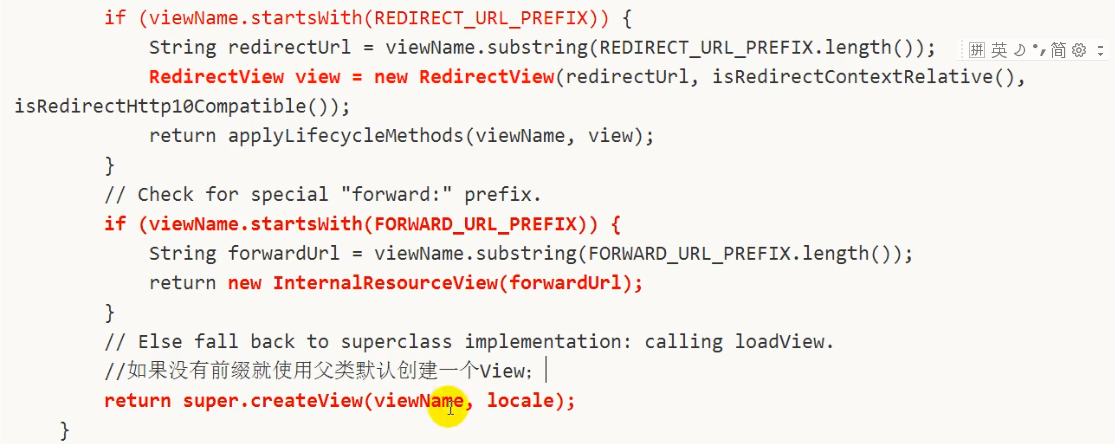 if (viewName.startsWith(REDIRECT_URL_PREFIX)) {
            String redirectUrl = viewName.substring(REDIRECT_URL_PREFIX.length());
拼 英 简
            RedirectView view = new RedirectView(redirectUrl, isRedirectContextRelative(),
isRedirectHttp10Compatible());
            return applyLifecycleMethods(viewName, view);
        }
        // Check for special "forward:" prefix.
        if (viewName.startsWith(FORWARD_URL_PREFIX)) {
            String forwardUrl = viewName.substring(FORWARD_URL_PREFIX.length());
            return new InternalResourceView(forwardUrl);
        }
        // Else fall back to superclass implementation: calling loadView.
        //如果没有前缀就使用父类默认创建一个View;
        return super.createView(viewName, locale);
    }